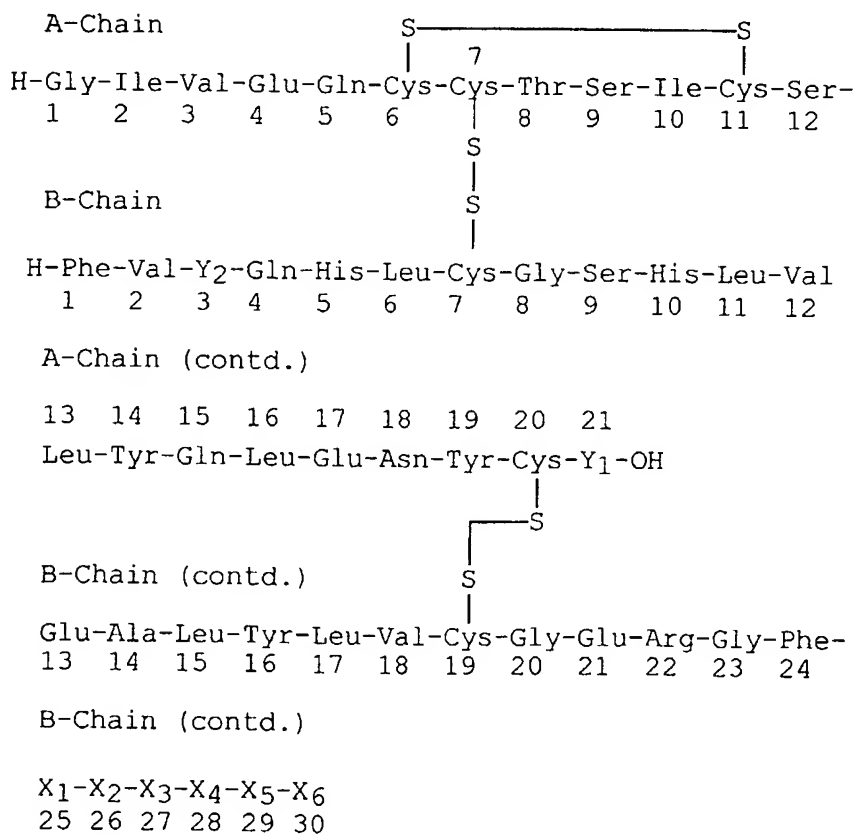 A-Chain
S S
7
H-Gly-Ile-Val-Glu-Gln-Cys-Cys-Thr-Ser-Ile-Cys-Ser-
1 2 3 4 5 6 8 9 10 11 12
S
B-Chain
S
H-Phe-Val-Y2-Gln-His-Leu-Cys-Gly-Ser-His-Leu-Val
1 2 3 4 5 6 7 8 9 10 11 12
A-Chain (contd.)
13 14 15 16 17 18 19 20 21
Leu-Tyr-Gln-Leu-Glu-Asn-Tyr-Cys-Y1-OH
S
B-Chain (contd.)
S
Glu-Ala-Leu-Tyr-Leu-Val-Cys-Gly-Glu-Arg-Gly-Phe-
13 14 15 16 17 18 19 20 21 22 23 24
B-Chain (contd.)
X1-X2-X3-X4-X5-X6
25 26 27 28 29 30